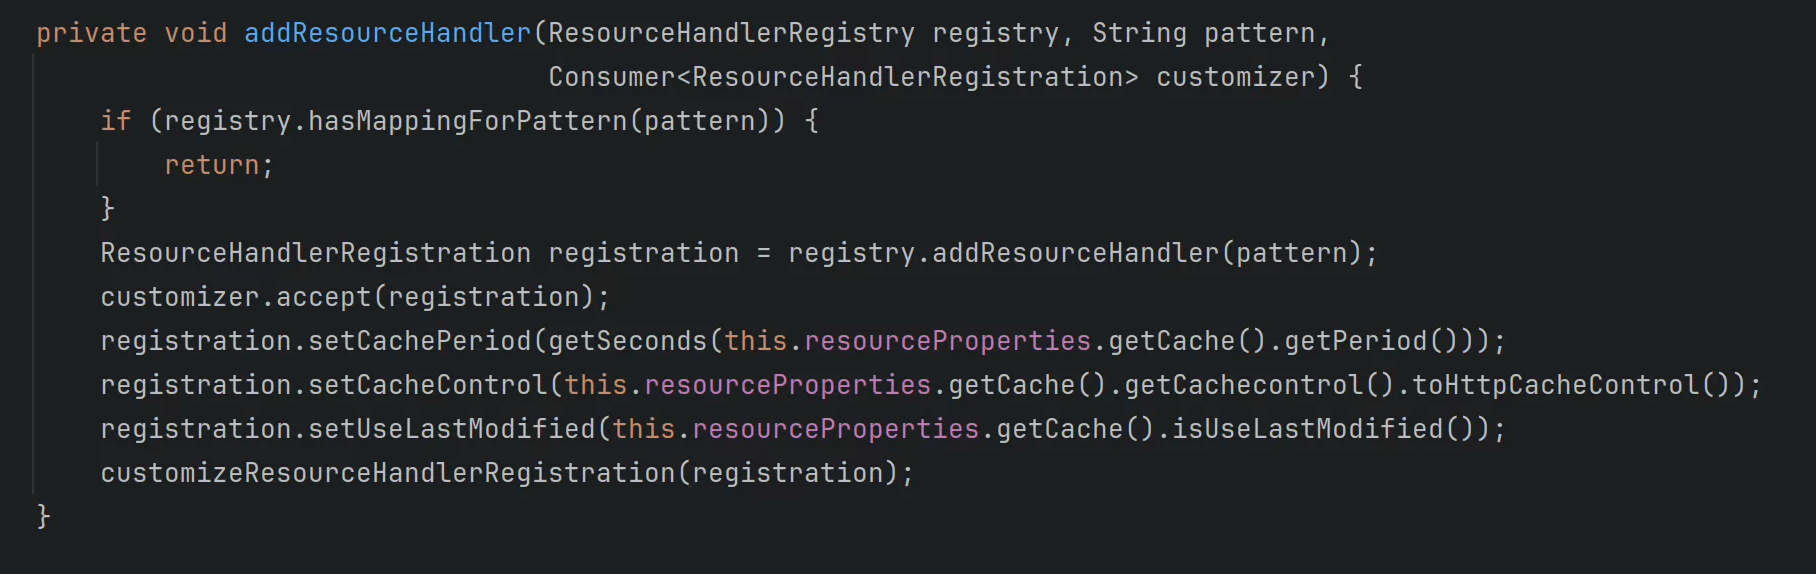 private void addResourceHandler(ResourceHandlerRegistry registry, String pattern,
                                Consumer<ResourceHandlerRegistration> customizer) {
    if (registry.hasMappingForPattern(pattern)) {
        return;
    }
    ResourceHandlerRegistration registration = registry.addResourceHandler(pattern);
    customizer.accept(registration);
    registration.setCachePeriod(getSeconds(this.resourceProperties.getCache().getPeriod()));
    registration.setCacheControl(this.resourceProperties.getCache().getCachecontrol().toHttpCacheControl());
    registration.setUseLastModified(this.resourceProperties.getCache().isUseLastModified());
    customizeResourceHandlerRegistration(registration);
}